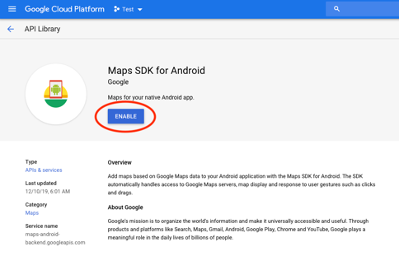 Google Cloud Platform
Test
API Library
Maps SDK for Android
Google
Maps for your native Android app.
ENABLE
Type
APIs & services
Last updated
12/10/19, 6:01 AM
Category
Maps
Service name
maps-android-
backend.googleapis.com
Overview
Add maps based on Google Maps data to your Android application with the Maps SDK for Android. The SDK
automatically handles access to Google Maps servers, map display and response to user gestures such as clicks
and drags.
About Google
Google's mission is to organize the world's information and make it universally accessible and useful. Through
products and platforms like Search, Maps, Gmail, Android, Google Play, Chrome and YouTube, Google plays a
meaningful role in the daily lives of billions of people.